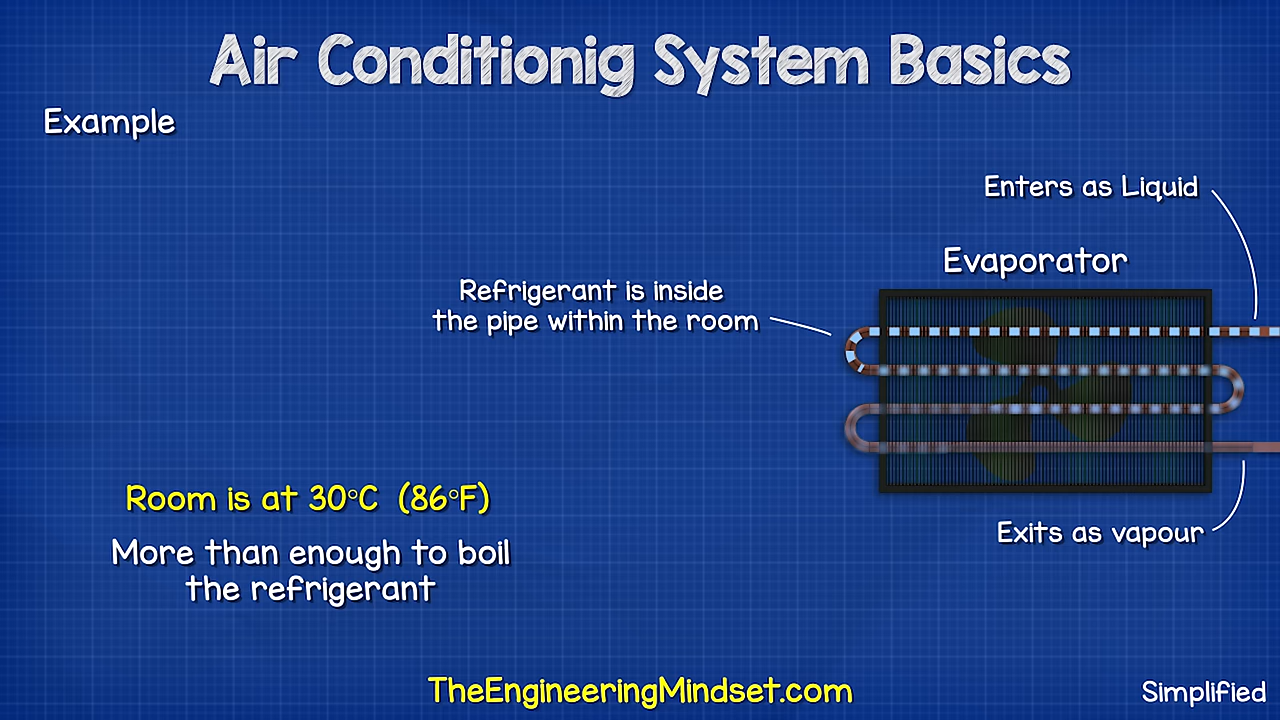 Air Conditionig System Basics
Example
Enters as Liquid
Evaporator
Refrigerant is inside
the pipe within the room
Room is at 30°C (86°F)
More than enough to boil
the refrigerant
Exits as vapour
TheEngineeringMindset.com
Simplified